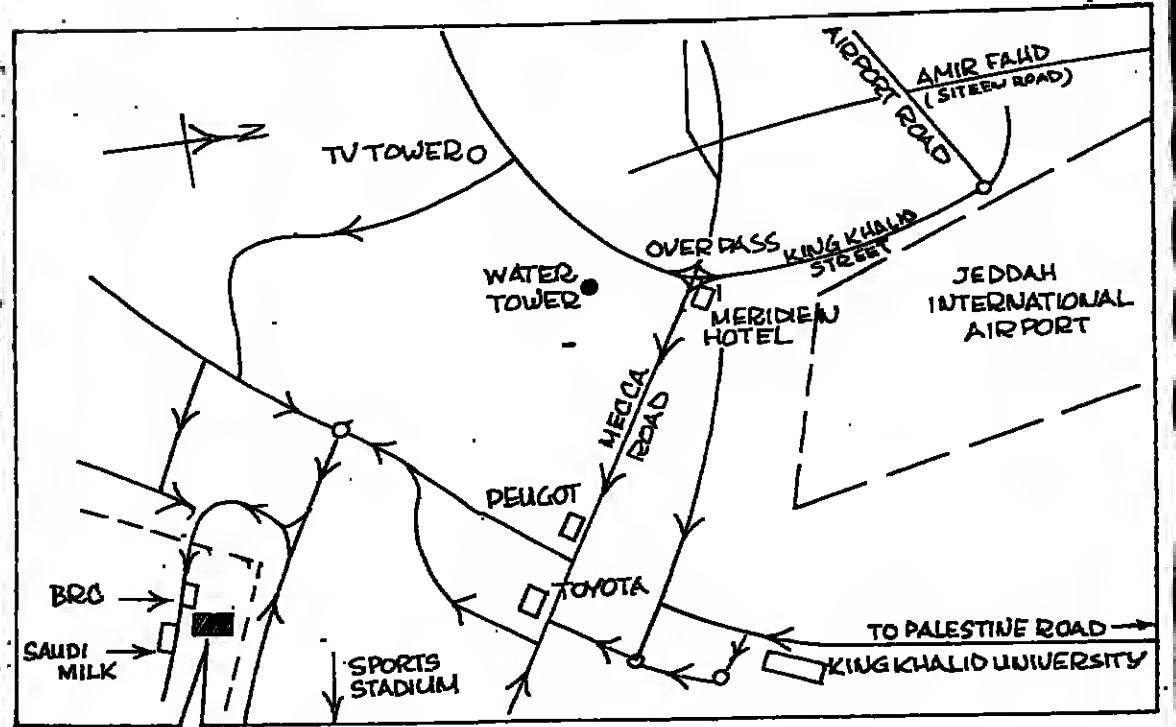 AIRPORT ROAD
AMIR FAHD
(SITEEN ROAD)
N
TV TOWER
OVERPASS
KING KHALID
STREET
WATER
TOWER
MERIDIEN
HOTEL
JEDDAH
INTERNATIONAL
AIRPORT
MECCA
ROAD
PEUGOT
BRC
TOYOTA
SAUDI
MILK
SPORTS
STADIUM
TO PALESTINE ROAD
KING KHALID UNIVERSITY